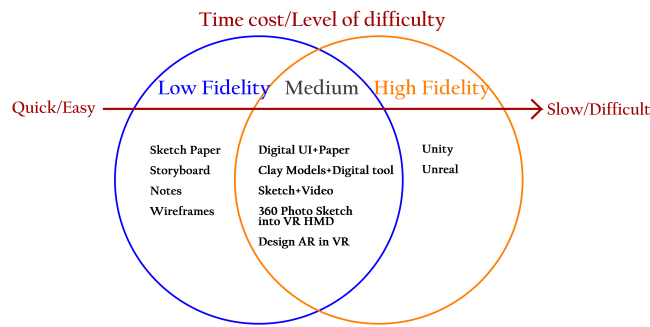 Time cost/Level of difficulty
Low Fidelity Medium High Fidelity
Quick/Easy Slow/Difficult
Sketch Paper
Storyboard
Notes
Wireframes
Digital UI+Paper
Clay Models+Digital tool
Sketch+Video
360 Photo Sketch
into VR HMD
Design AR in VR
Unity
Unreal